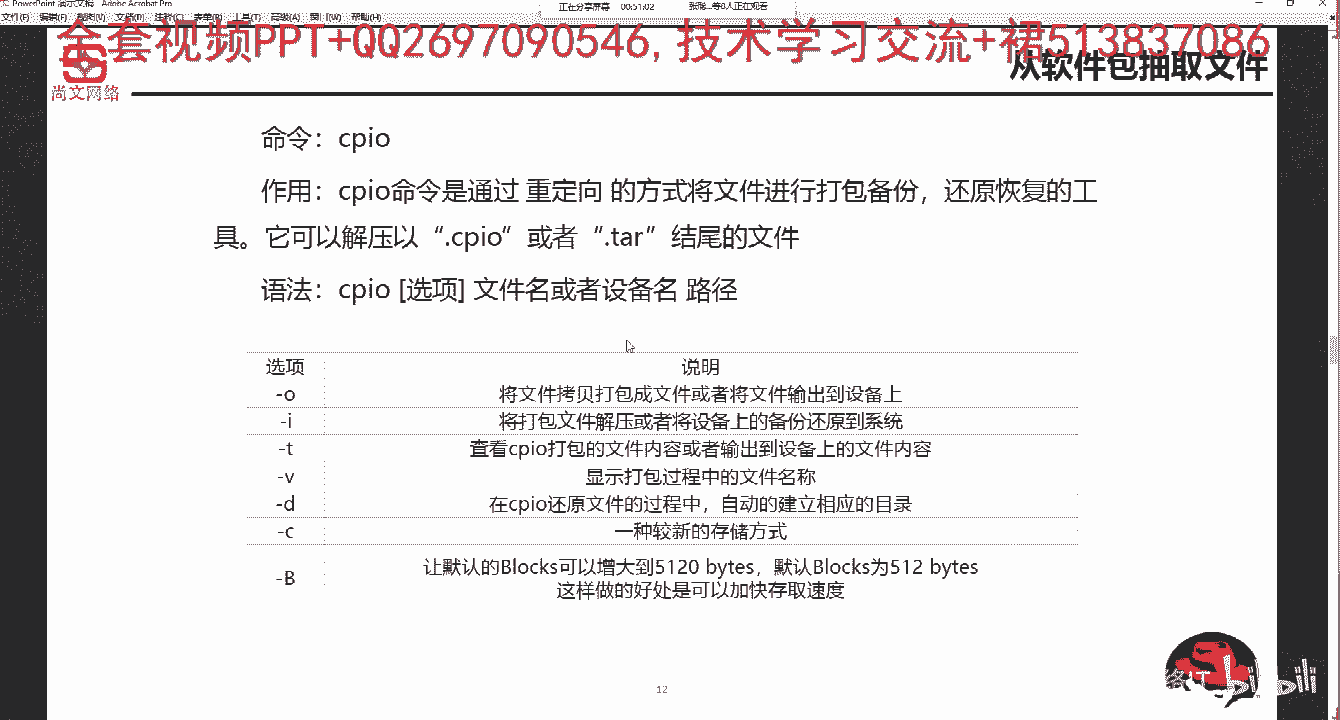 PowerPoint 演示文稿 - Adobe Acrobat Pro
正在分享屏幕 00:51:02
文件(F) 编辑(E) 视图(V) 文档(D) 注释(C) 表单(R) 工具(T) 高级(A) 窗口(W) 帮助(H)
全套视频PPT+QQ2697090546, 技术学习交流+裙513837086
从软件包抽取文件
尚文网络
命令：cpio
作用：cpio命令是通过 重定向 的方式将文件进行打包备份，还原恢复的工
具。它可以解压以“.cpio”或者“.tar”结尾的文件
语法：cpio [选项] 文件名或者设备名 路径
选项 说明
-o 将文件拷贝打包成文件或者将文件输出到设备上
-i 将打包文件解压或者将设备上的备份还原到系统
-t 查看cpio打包的文件内容或者输出到设备上的文件内容
-v 显示打包过程中的文件名称
-d 在cpio还原文件的过程中，自动的建立相应的目录
-c 一种较新的存储方式
-B 让默认的Blocks可以增大到5120 bytes，默认Blocks为512 bytes
这样做的好处是可以加快存取速度
12
bilibili